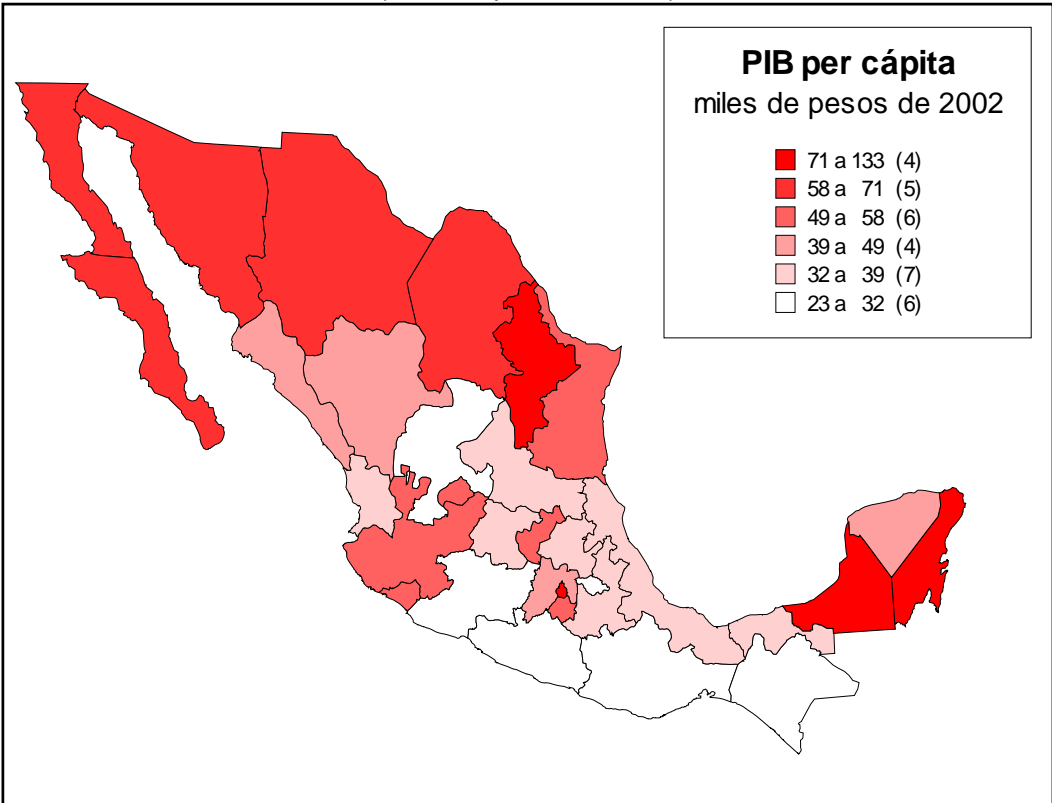 PIB per cápita
miles de pesos de 2002
71 a 133 (4)
58 a 71 (5)
49 a 58 (6)
39 a 49 (4)
32 a 39 (7)
23 a 32 (6)